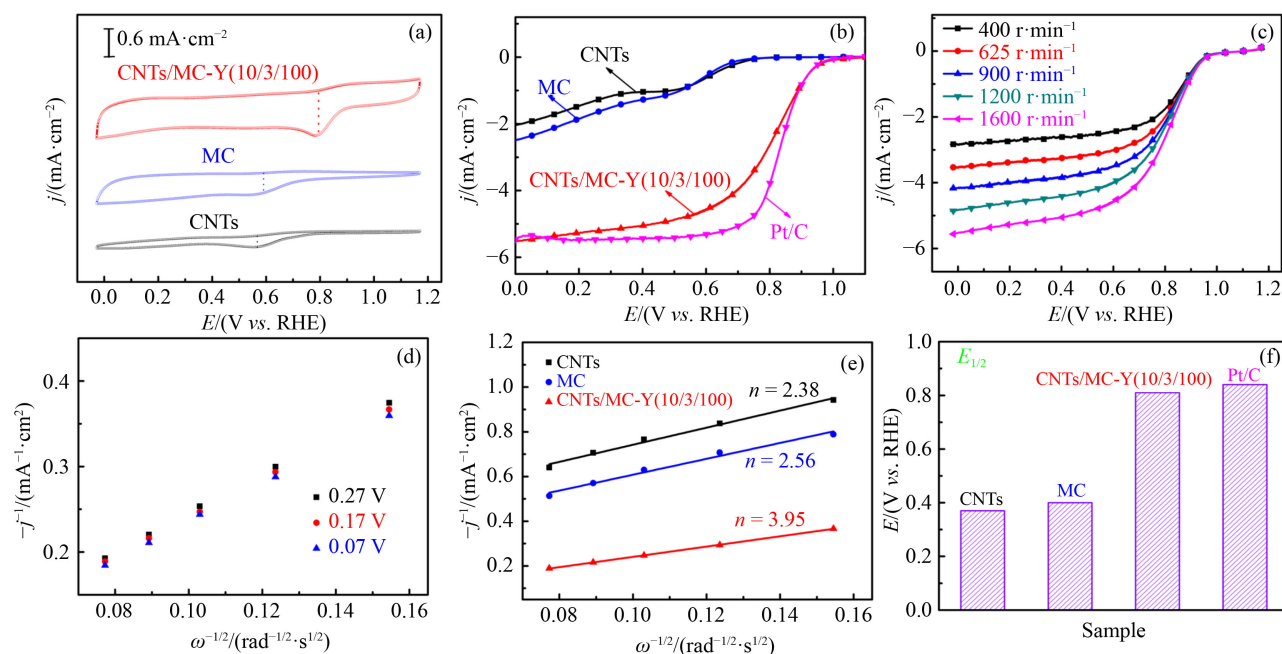 (a)
0.6 mA·cm⁻²
CNTs/MC-Y(10/3/100)
MC
CNTs
j/(mA·cm⁻²)
0.0 0.2 0.4 0.6 0.8 1.0 1.2
E/(V vs. RHE)
(b)
CNTs
MC
CNTs/MC-Y(10/3/100)
Pt/C
j/(mA·cm⁻²)
0
−2
−4
−6
0.0 0.2 0.4 0.6 0.8 1.0
E/(V vs. RHE)
(c)
400 r·min⁻¹
625 r·min⁻¹
900 r·min⁻¹
1200 r·min⁻¹
1600 r·min⁻¹
j/(mA·cm⁻²)
0
−2
−4
−6
0.0 0.2 0.4 0.6 0.8 1.0 1.2
E/(V vs. RHE)
(d)
−j⁻¹/(mA⁻¹·cm²)
0.4
0.3
0.2
0.27 V
0.17 V
0.07 V
0.08 0.10 0.12 0.14 0.16
ω⁻¹/²/(rad⁻¹/²·s¹/²)
(e)
CNTs
MC
CNTs/MC-Y(10/3/100)
n = 2.38
n = 2.56
n = 3.95
−j⁻¹/(mA⁻¹·cm²)
1.2
1.0
0.8
0.6
0.4
0.2
0.08 0.10 0.12 0.14 0.16
ω⁻¹/²/(rad⁻¹/²·s¹/²)
(f)
E₁/₂
CNTs/MC-Y(10/3/100)
Pt/C
CNTs
MC
E/(V vs. RHE)
1.0
0.8
0.6
0.4
0.2
0.0
Sample